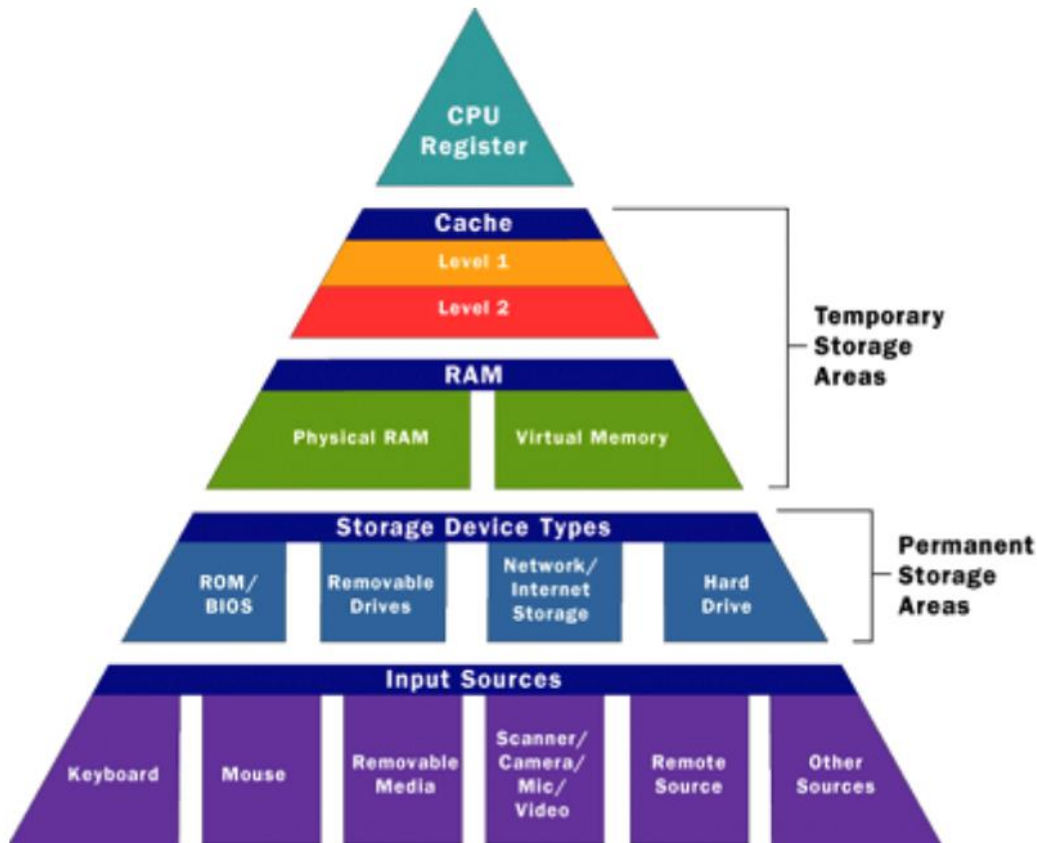 CPU
Register
Cache
Level 1
Level 2
Temporary
Storage
Areas
RAM
Physical RAM
Virtual Memory
Storage Device Types
ROM/
BIOS
Removable
Drives
Network/
Internet
Storage
Hard
Drive
Permanent
Storage
Areas
Input Sources
Keyboard
Mouse
Removable
Media
Scanner/
Camera/
Mic/
Video
Remote
Source
Other
Sources